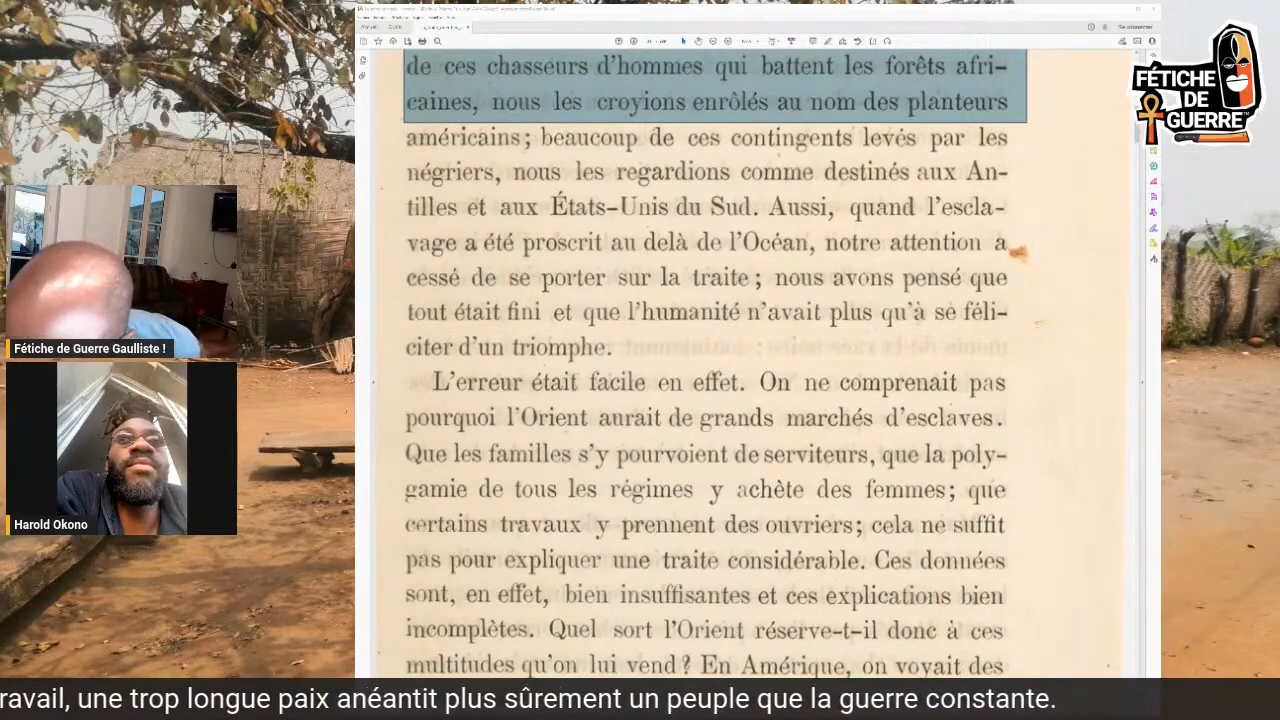 de ces chasseurs d'hommes qui battent les forêts afri-
caines, nous les croyions enrôlés au nom des planteurs
américains; beaucoup de ces contingents levés par les
négriers, nous les regardions comme destinés aux An-
tilles et aux États-Unis du Sud. Aussi, quand l'escla-
vage a été proscrit au delà de l'Océan, notre attention a
cessé de se porter sur la traite; nous avons pensé que
tout était fini et que l'humanité n'avait plus qu'à se féli-
citer d'un triomphe.
L'erreur était facile en effet. On ne comprenait pas
pourquoi l'Orient aurait de grands marchés d'esclaves.
Que les familles s'y pourvoient de serviteurs, que la poly-
gamie de tous les régimes y achète des femmes; que
certains travaux y prennent des ouvriers; cela ne suffit
pas pour expliquer une traite considérable. Ces données
sont, en effet, bien insuffisantes et ces explications bien
incomplètes. Quel sort l'Orient réserve-t-il donc à ces
multitudes qu'on lui vend? En Amérique, on voyait des
FÉTICHE
DE
GUERRE™
Fétiche de Guerre Gaulliste !
Harold Okono
ravail, une trop longue paix anéantit plus sûrement un peuple que la guerre constante.